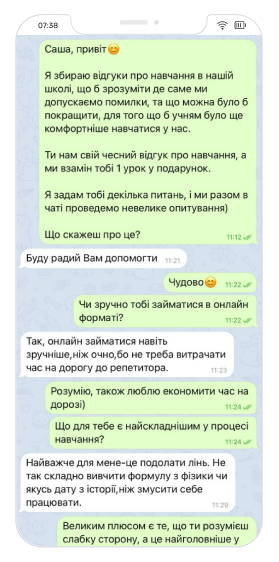 07:38
Саша, привіт😊
Я збираю відгуки про навчання в нашій
школі, що б зрозуміти де саме ми
допускаємо помилки, та що можна було б
покращити, для того що б учням було ще
комфортніше навчатися у нас.
Ти нам свій чесний відгук про навчання, а
ми взамін тобі 1 урок у подарунок.
Я задам тобі декілька питань, і ми разом в
чаті проведемо невелике опитування)
Що скажеш про це?
11:12
Буду радий Вам допомогти 11:21
Чудово😊 11:22
Чи зручно тобі займатися в онлайн
форматі?
11:22
Так, онлайн займатися навіть
зручніше,ніж очно,бо не треба витрачати
час на дорогу до репетитора.
11:23
Розумію, також люблю економити час на
дорозі)
11:24
Що для тебе є найскладнішим у процесі
навчання?
11:24
Найважче для мене-це подолати лінь. Не
так складно вивчити формулу з фізики чи
якусь дату з історії,ніж змусити себе
працювати.
11:29
Великим плюсом є те, що ти розумієш
слабку сторону, а це найголовніше у